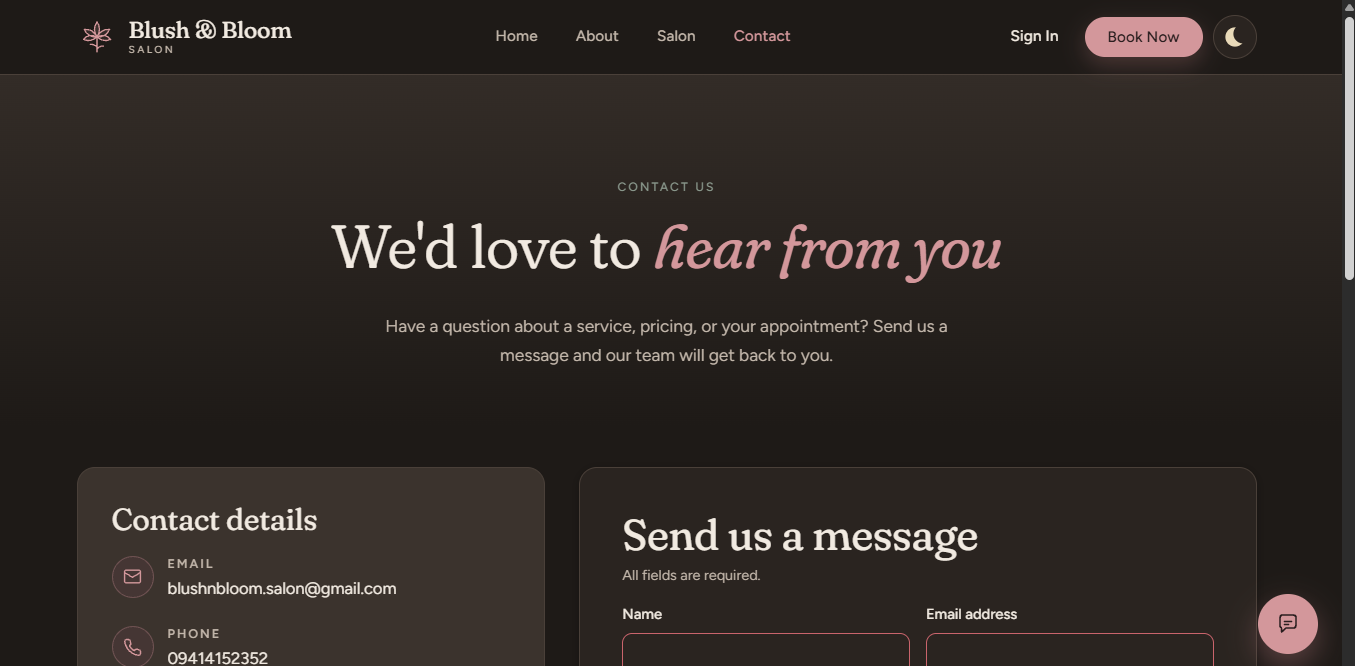 Blush & Bloom
SALON
Home
About
Salon
Contact
Sign In
Book Now
CONTACT US
We'd love to hear from you
Have a question about a service, pricing, or your appointment? Send us a
message and our team will get back to you.
Contact details
EMAIL
blushnbloom.salon@gmail.com
PHONE
09414152352
Send us a message
All fields are required.
Name
Email address